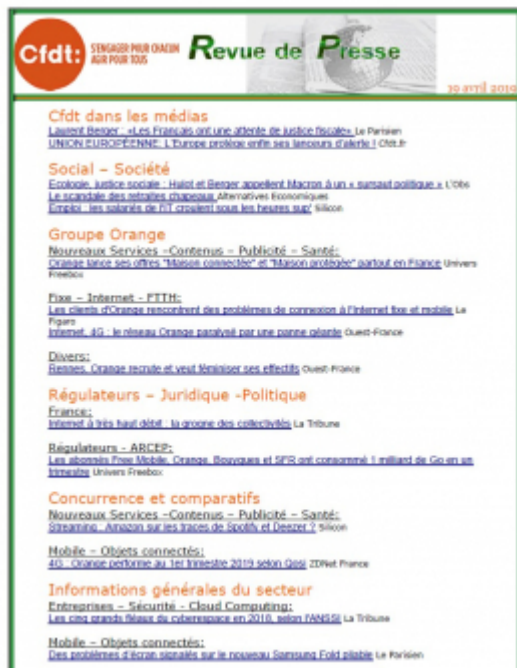 Cfdt:
S'ENGAGER POUR CHACUN
AGIR POUR TOUS
Revue de Presse
19 avril 2019
Cfdt dans les médias
Laurent Berger : «Les Français ont une attente de justice fiscale» Le Parisien
UNION EUROPÉENNE: L'Europe protège enfin ses lanceurs d'alerte ! Cfdt.fr
Social – Société
Ecologie, justice sociale : Hulot et Berger appellent Macron à un « sursaut politique » L'Obs
Le scandale des retraites chapeaux Alternatives Economiques
Emploi : les salariés de l'IT croulent sous les heures sup' Silicon
Groupe Orange
Nouveaux Services –Contenus – Publicité – Santé:
Orange lance ses offres "Maison connectée" et "Maison protégée" partout en France Univers
Freebox
Fixe – Internet - FTTH:
Les clients d'Orange rencontrent des problèmes de connexion à l'Internet fixe et mobile Le
Figaro
Internet, 4G : le réseau Orange paralysé par une panne géante Ouest-France
Divers:
Rennes. Orange recrute et veut féminiser ses effectifs Ouest-France
Régulateurs – Juridique -Politique
France:
Internet à très haut débit : la grogne des collectivités La Tribune
Régulateurs - ARCEP:
Les abonnés Free Mobile, Orange, Bouygues et SFR ont consommé 1 milliard de Go en un
trimestre Univers Freebox
Concurrence et comparatifs
Nouveaux Services –Contenus – Publicité – Santé:
Streaming : Amazon sur les traces de Spotify et Deezer ? Silicon
Mobile – Objets connectés:
4G : Orange performe au 1er trimestre 2019 selon Qosi ZDNet France
Informations générales du secteur
Entreprises – Sécurité - Cloud Computing:
Les cinq grands fléaux du cyberespace en 2018, selon l'ANSSI La Tribune
Mobile – Objets connectés:
Des problèmes d'écran signalés sur le nouveau Samsung Fold pliable Le Parisien